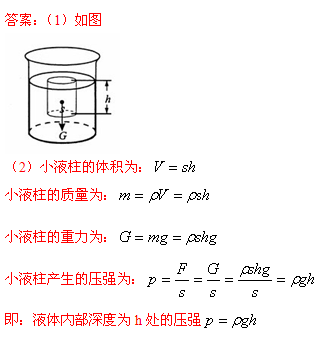 答案：（1）如图
h
s
G
（2）小液柱的体积为：V = sh
小液柱的质量为：m = ρV = ρsh
小液柱的重力为：G = mg = ρshg
小液柱产生的压强为：p = F/s = G/s = ρshg/s = ρgh
即：液体内部深度为 h 处的压强 p = ρgh